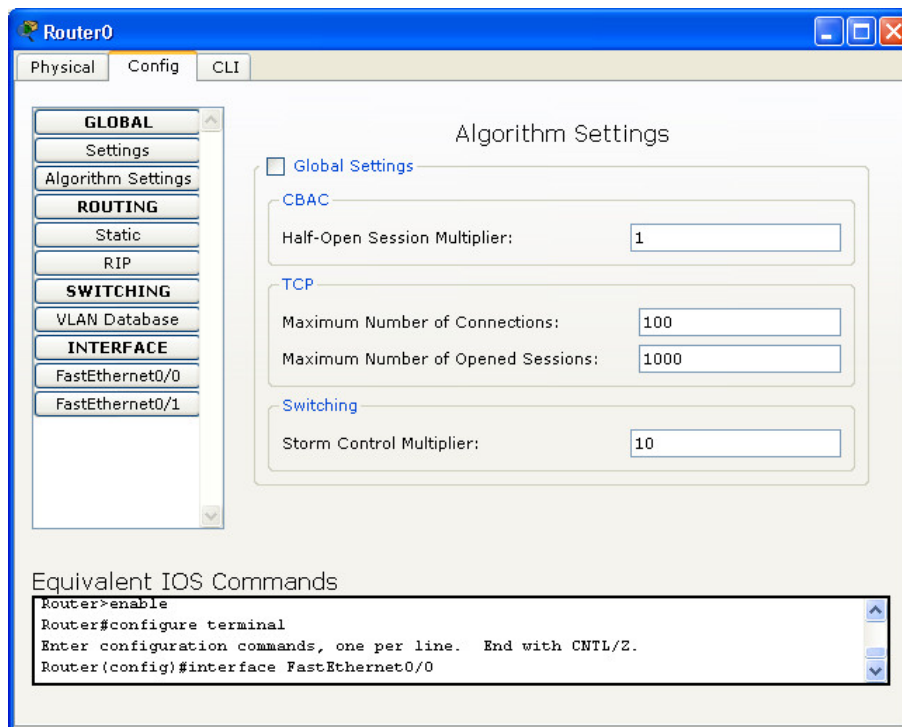 Router0
Physical Config CLI
GLOBAL
Settings
Algorithm Settings
ROUTING
Static
RIP
SWITCHING
VLAN Database
INTERFACE
FastEthernet0/0
FastEthernet0/1
Algorithm Settings
Global Settings
CBAC
Half-Open Session Multiplier: 1
TCP
Maximum Number of Connections: 100
Maximum Number of Opened Sessions: 1000
Switching
Storm Control Multiplier: 10
Equivalent IOS Commands
Router>enable
Router#configure terminal
Enter configuration commands, one per line.  End with CNTL/Z.
Router(config)#interface FastEthernet0/0